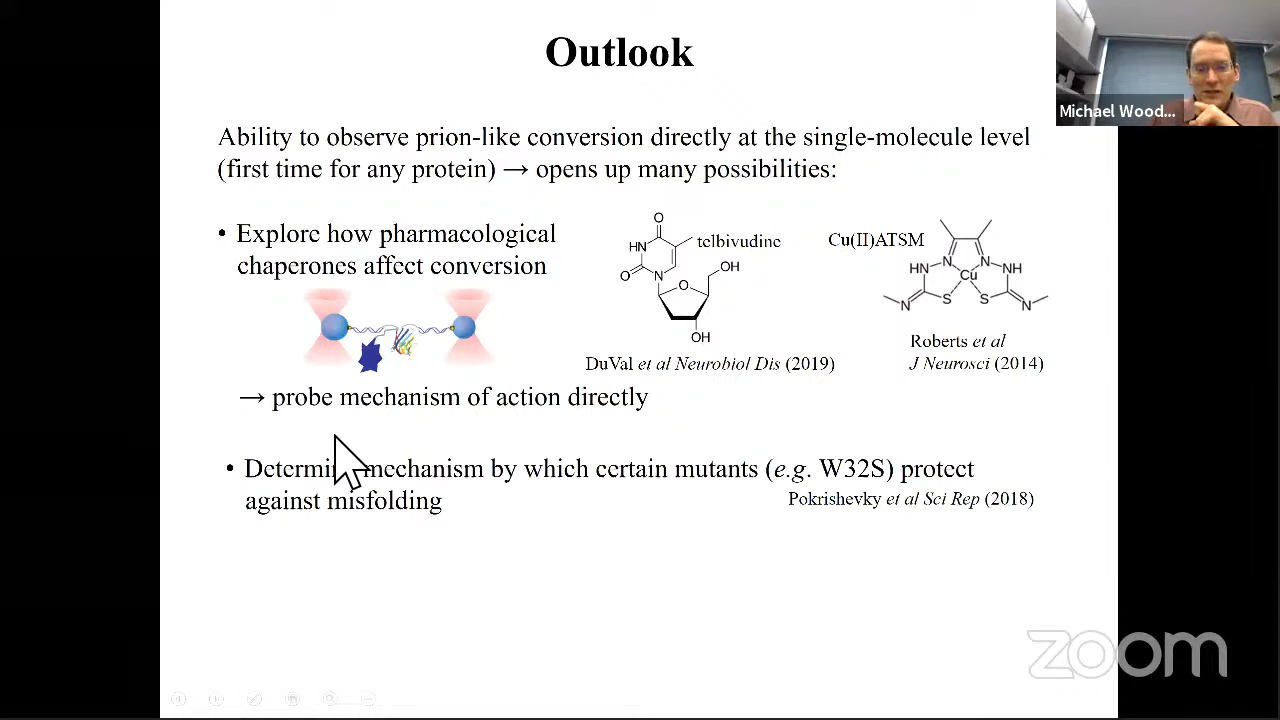 Outlook
Michael Wood...
Ability to observe prion-like conversion directly at the single-molecule level
(first time for any protein) → opens up many possibilities:
• Explore how pharmacological
chaperones affect conversion
O
HN
O
N
telbivudine
OH
O
OH
DuVal et al Neurobiol Dis (2019)
Cu(II)ATSM
HN
N
N
NH
Cu
N
S
S
N
Roberts et al
J Neurosci (2014)
→ probe mechanism of action directly
• Determin mechanism by which certain mutants (e.g. W32S) protect
against misfolding
Pokrishevky et al Sci Rep (2018)
zoom